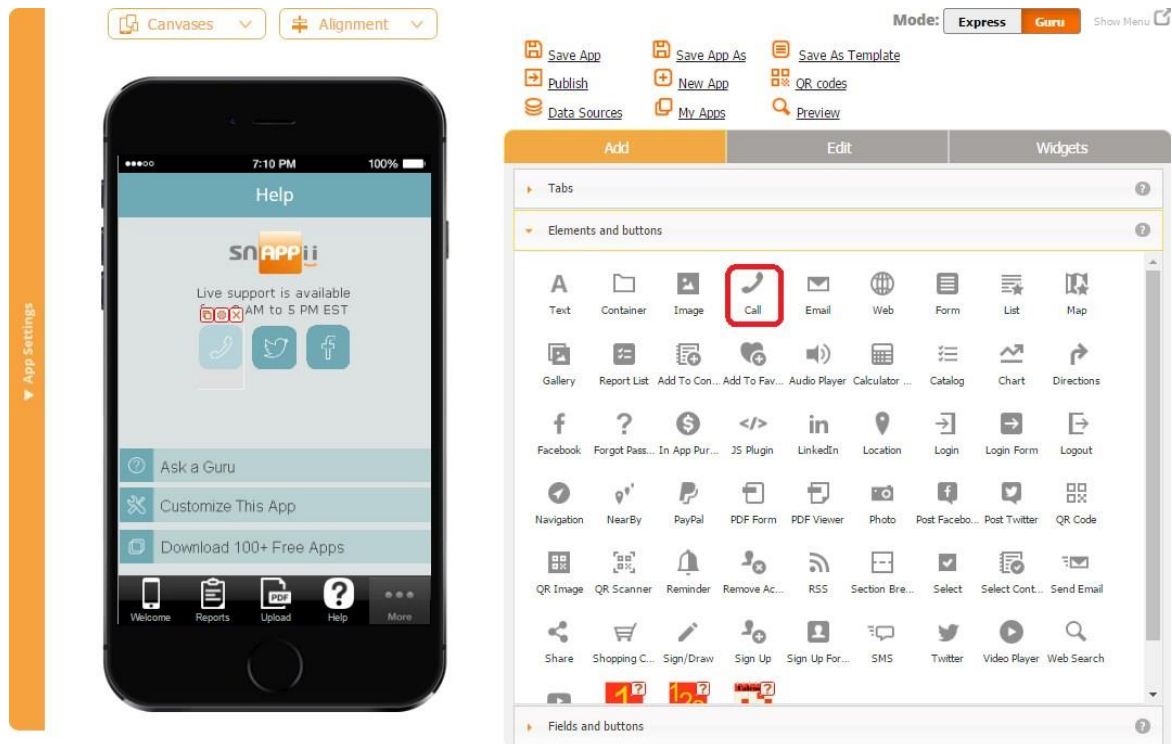 Canvases
Alignment
Mode: Express Guru Show Menu
Save App Save App As Save As Template
Publish New App QR codes
Data Sources My Apps Preview
Add Edit Widgets
App Settings
7:10 PM 100%
Help
snAPPii
Live support is available
AM to 5 PM EST
Ask a Guru
Customize This App
Download 100+ Free Apps
PDF
Welcome Reports Upload Help More
Tabs
Elements and buttons
Text Container Image Call Email Web Form List Map
Gallery Report List Add To Con... Add To Fav... Audio Player Calculator ... Catalog Chart Directions
Facebook Forgot Pass... In App Pur... JS Plugin LinkedIn Location Login Login Form Logout
Navigation NearBy PayPal PDF Form PDF Viewer Photo Post Facebo... Post Twitter QR Code
QR Image QR Scanner Reminder Remove Ac... RSS Section Bre... Select Select Cont... Send Email
Share Shopping C... Sign/Draw Sign Up Sign Up For... SMS Twitter Video Player Web Search
Fields and buttons